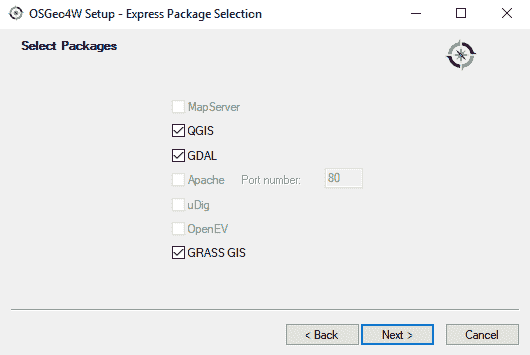 OSGeo4W Setup - Express Package Selection
Select Packages
MapServer
QGIS
GDAL
Apache Port number: 80
uDig
OpenEV
GRASS GIS
< Back Next > Cancel